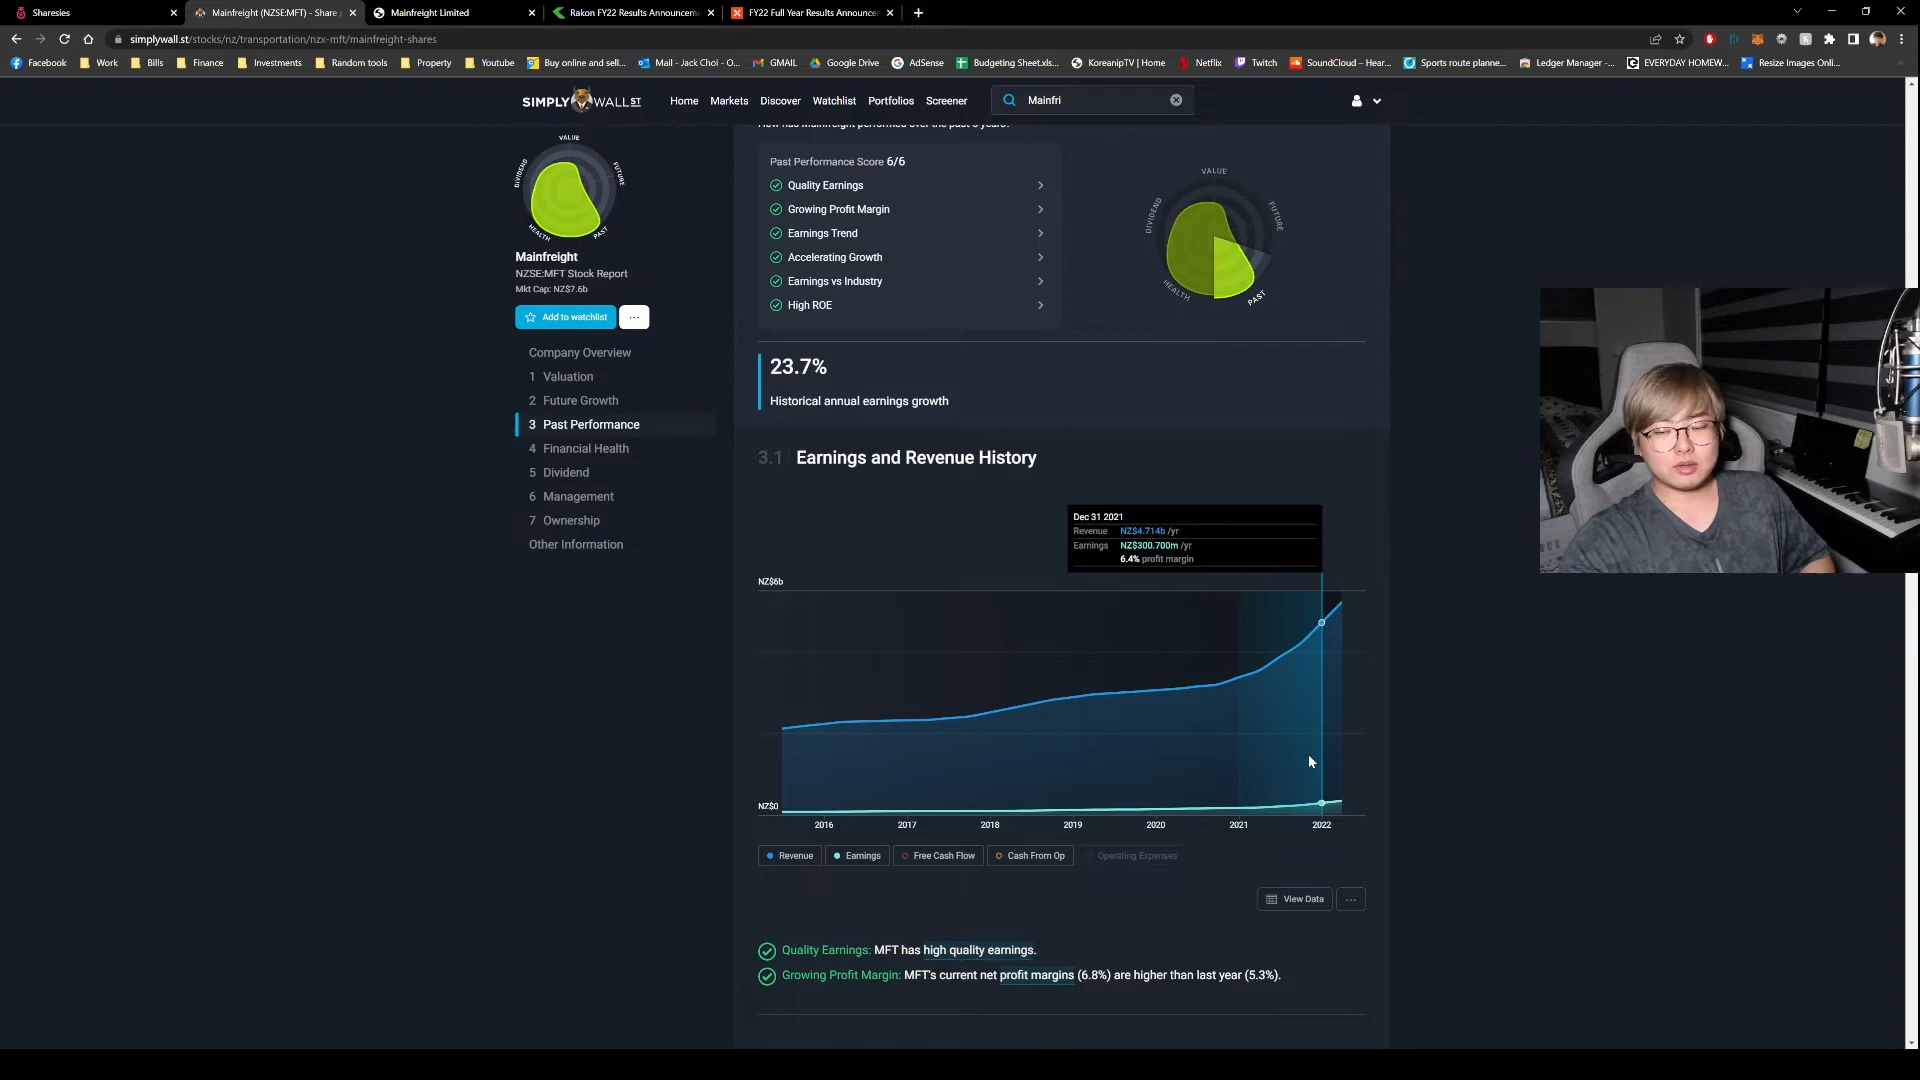 Sharesies
Mainfreight (NZSE:MFT) - Share
Mainfreight Limited
Rakon FY22 Results Announcem
FY22 Full Year Results Announce
simplywall.st/stocks/nz/transportation/nzx-mft/mainfreight-shares
Facebook
Work
Bills
Finance
Investments
Random tools
Property
Youtube
Buy online and sell...
Mail - Jack Choi - O...
GMAIL
Google Drive
AdSense
Budgeting Sheet.xls...
KoreanipTV | Home
Netflix
Twitch
SoundCloud – Hear...
Sports route planne...
Ledger Manager -...
EVERYDAY HOMEW...
Resize Images Onli...
SIMPLY WALL ST
Home
Markets
Discover
Watchlist
Portfolios
Screener
Mainfri
VALUE
FUTURE
PAST
HEALTH
DIVIDEND
Mainfreight
NZSE:MFT Stock Report
Mkt Cap: NZ$7.6b
Add to watchlist
...
Company Overview
1 Valuation
2 Future Growth
3 Past Performance
4 Financial Health
5 Dividend
6 Management
7 Ownership
Other Information
Past Performance Score 6/6
Quality Earnings
Growing Profit Margin
Earnings Trend
Accelerating Growth
Earnings vs Industry
High ROE
VALUE
FUTURE
PAST
HEALTH
DIVIDEND
23.7%
Historical annual earnings growth
3.1 Earnings and Revenue History
Dec 31 2021
Revenue NZ$4.714b /yr
Earnings NZ$300.700m /yr
6.4% profit margin
NZ$6b
NZ$0
2016 2017 2018 2019 2020 2021 2022
Revenue
Earnings
Free Cash Flow
Cash From Op
Operating Expenses
View Data
...
Quality Earnings: MFT has high quality earnings.
Growing Profit Margin: MFT's current net profit margins (6.8%) are higher than last year (5.3%).